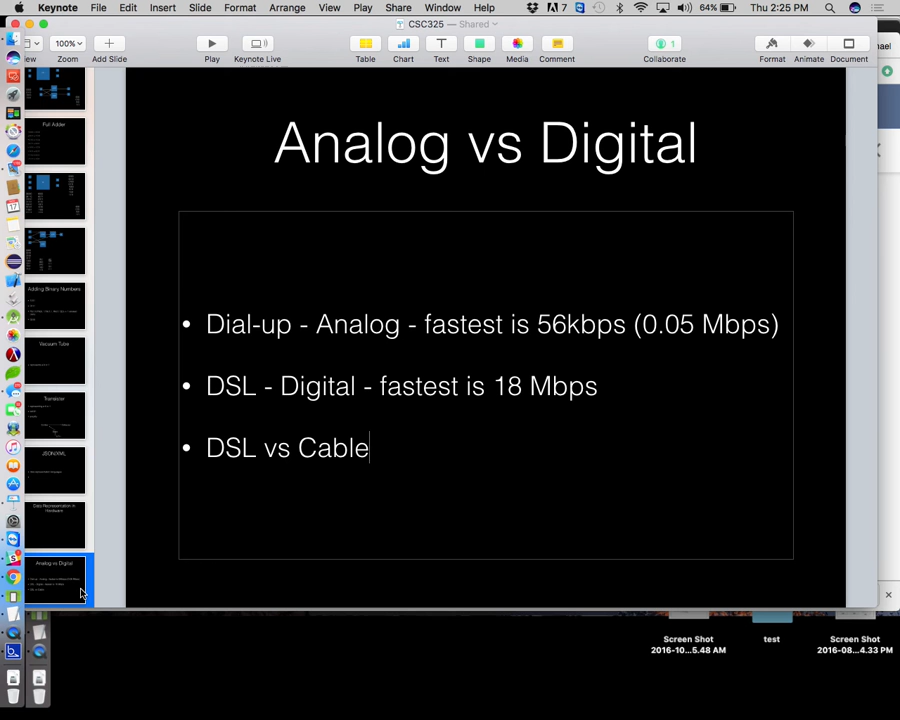 Keynote File Edit Insert Slide Format Arrange View Play Share Window Help 7 64% Thu 2:25 PM
CSC325 — Shared
100%
Zoom Add Slide Play Keynote Live Table Chart Text Shape Media Comment Collaborate Format Animate Document
1
Full Adder
Adding Binary Numbers
Vacuum Tube
Transistor
JSON/XML
Data Representation in
Hardware
Analog vs Digital
Analog vs Digital
• Dial-up - Analog - fastest is 56kbps (0.05 Mbps)
• DSL - Digital - fastest is 18 Mbps
• DSL vs Cable
Screen Shot
2016-10...5.48 AM
test
Screen Shot
2016-08....4.33 PM